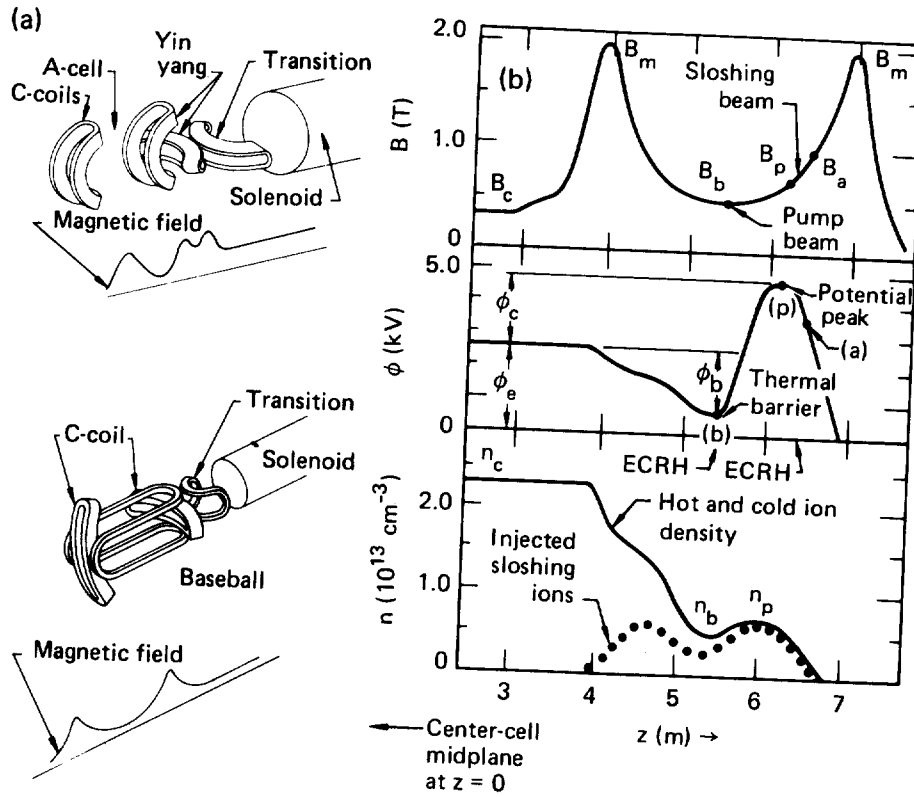 (a)
Yin
yang
Transition
A-cell
C-coils
Solenoid
Magnetic field
Transition
C-coil
Solenoid
Baseball
Magnetic field
(b)
2.0
1.0
0
B (T)
B_m
B_m
Sloshing
beam
B_c
B_b
B_p
B_a
Pump
beam
5.0
0
ϕ (kV)
ϕ_c
ϕ_e
ϕ_b
(p)
Potential
peak
(a)
Thermal
barrier
(b)
ECRH
ECRH
n_c
2.0
1.0
0
n (10^13 cm^-3)
Hot and cold ion
density
Injected
sloshing
ions
n_b
n_p
3 4 5 6 7
z (m) →
← Center-cell
midplane
at z = 0